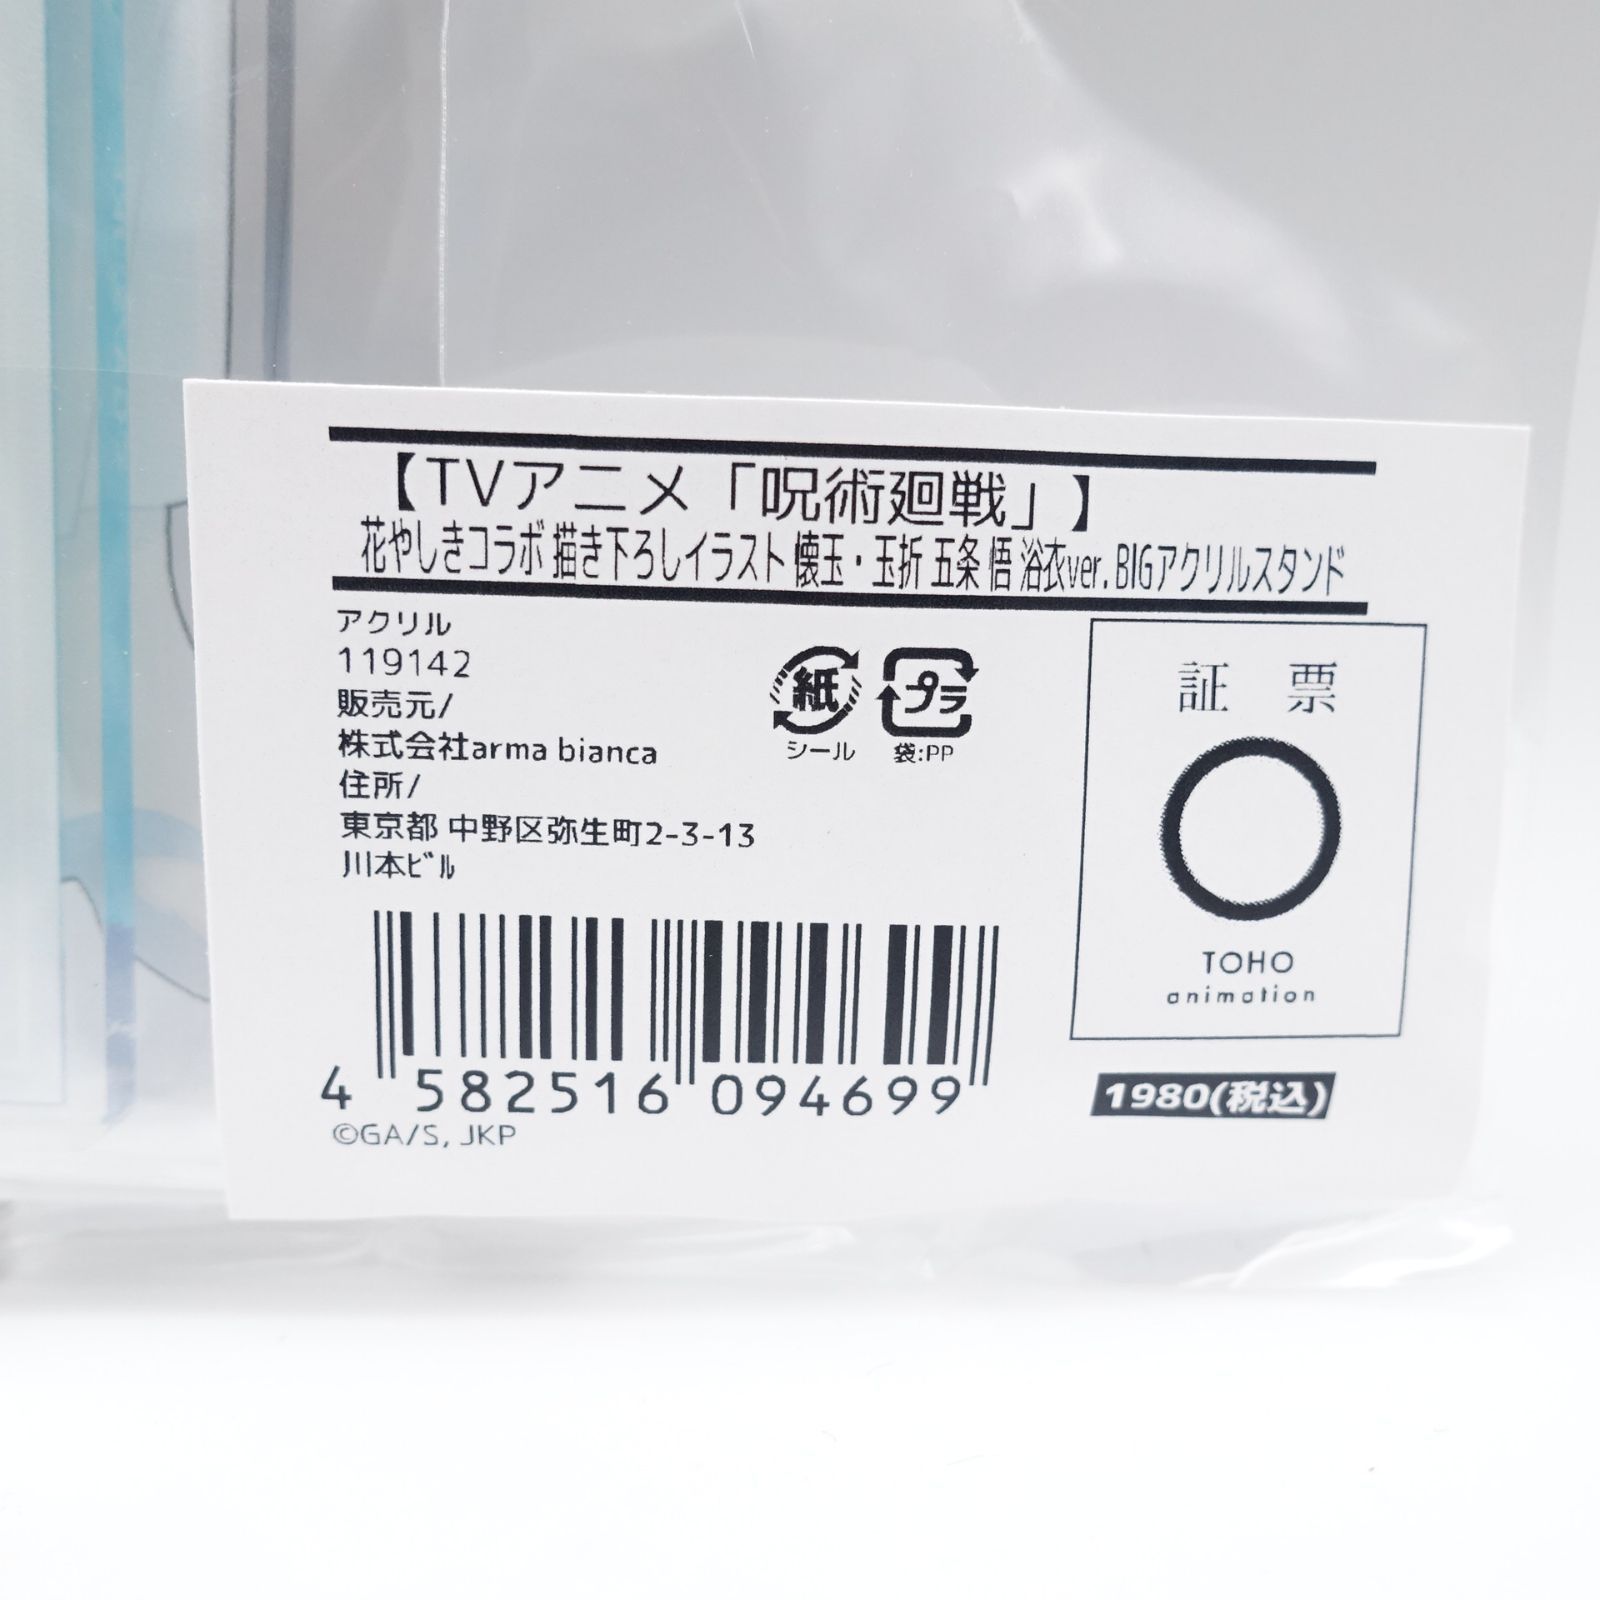 【TVアニメ「呪術廻戦」】
花やしきコラボ 描き下ろしイラスト 懐玉・玉折 五条 悟 浴衣ver. BIGアクリルスタンド
アクリル
119142
販売元/
株式会社arma bianca
住所/
東京都 中野区弥生町2-3-13
川本ビル
紙
シール
プラ
袋:PP
証 票
TOHO
animation
4 582516 094699
©GA/S, JKP
1980(税込)